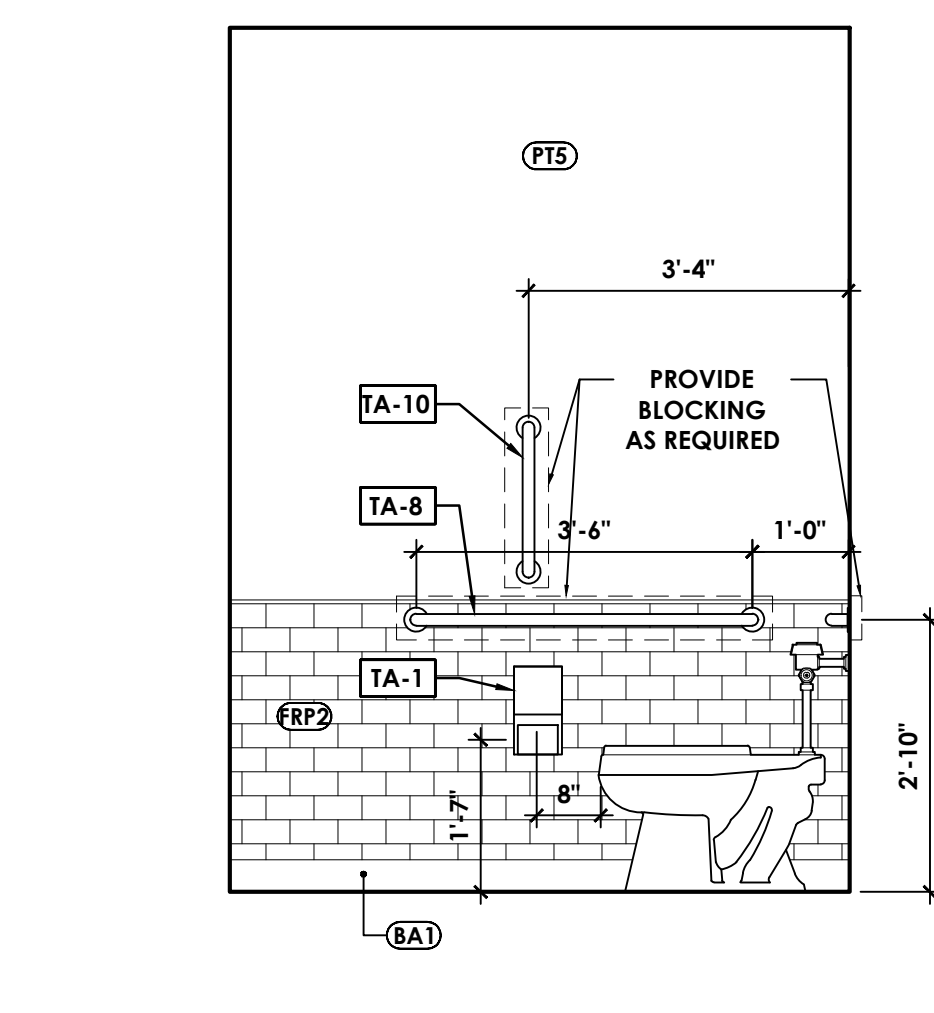 PT5
3'-4"
PROVIDE
BLOCKING
AS REQUIRED
TA-10
TA-8
3'-6"
1'-0"
TA-1
FRP2
2'-10"
8"
1'-7"
BA1